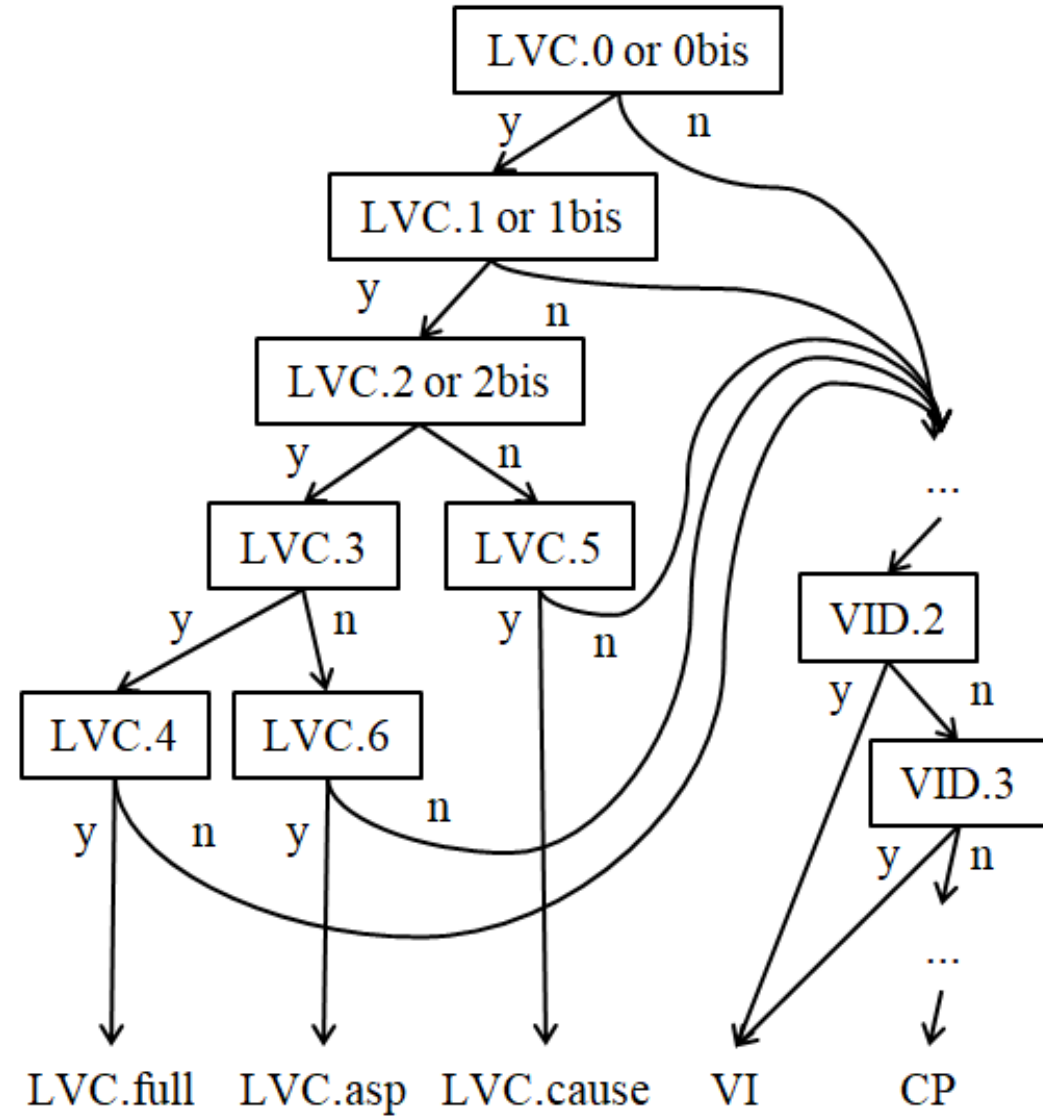 LVC.0 or 0bis
y n
LVC.1 or 1bis
y n
LVC.2 or 2bis
y n
...
LVC.3 LVC.5
VID.2
y n y n
y n
LVC.4 LVC.6
VID.3
y n y n
y n
...
LVC.full LVC.asp LVC.cause VI CP